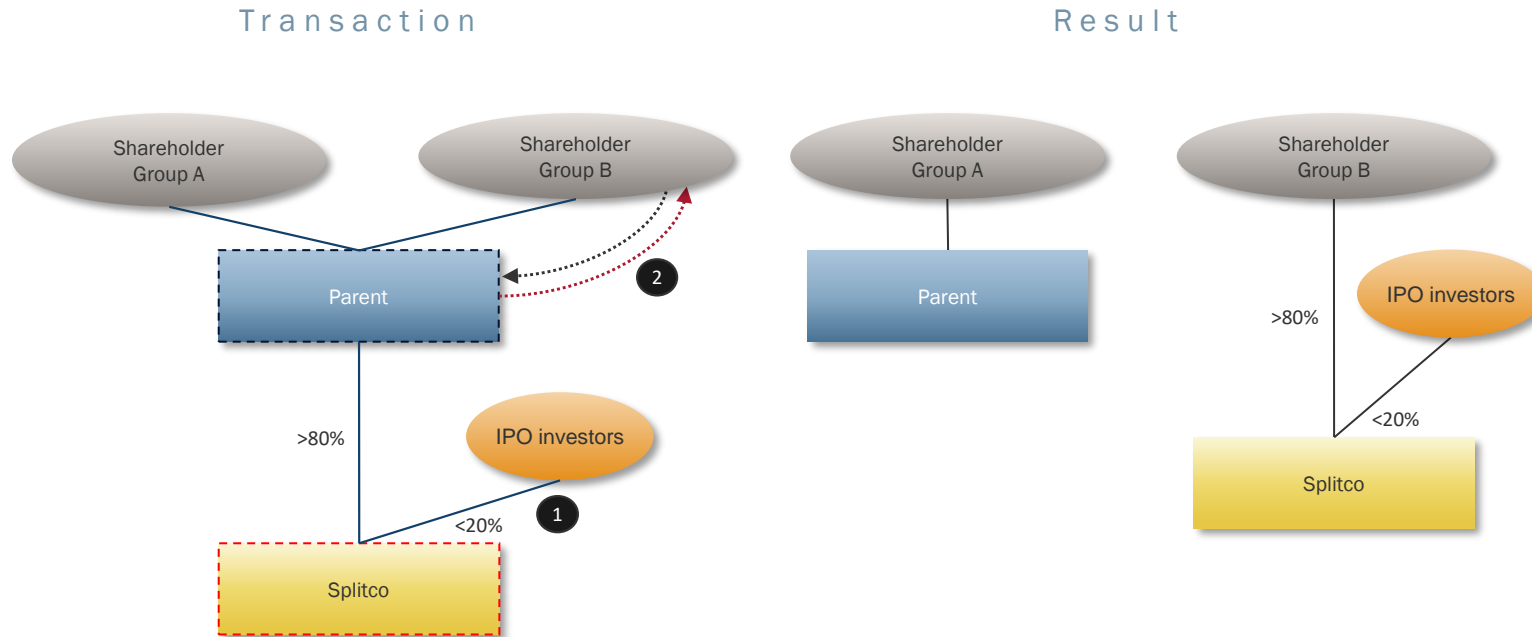 Transaction
Result
Shareholder
Group A
Shareholder
Group B
Shareholder
Group A
Shareholder
Group B
2
Parent
Parent
IPO investors
>80%
>80%
IPO investors
<20%
1
<20%
Splitco
Splitco